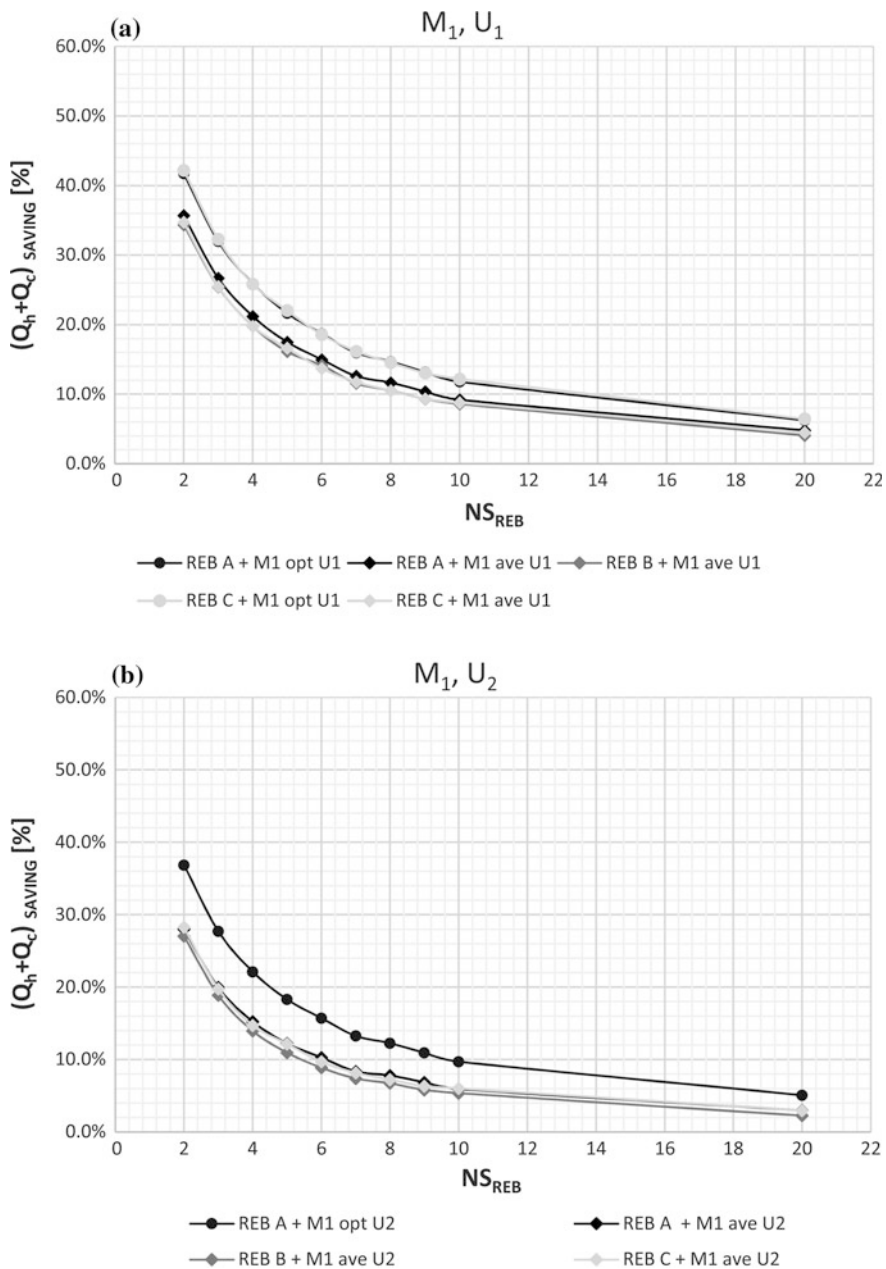 (a)
M1, U1
60.0%
50.0%
40.0%
30.0%
20.0%
10.0%
0.0%
(Qh+Qc) SAVING [%]
0 2 4 6 8 10 12 14 16 18 20 22
NSREB
REB A + M1 opt U1 REB A + M1 ave U1 REB B + M1 ave U1
REB C + M1 opt U1 REB C + M1 ave U1
(b)
M1, U2
60.0%
50.0%
40.0%
30.0%
20.0%
10.0%
0.0%
(Qh+Qc) SAVING [%]
0 2 4 6 8 10 12 14 16 18 20 22
NSREB
REB A + M1 opt U2 REB A + M1 ave U2
REB B + M1 ave U2 REB C + M1 ave U2